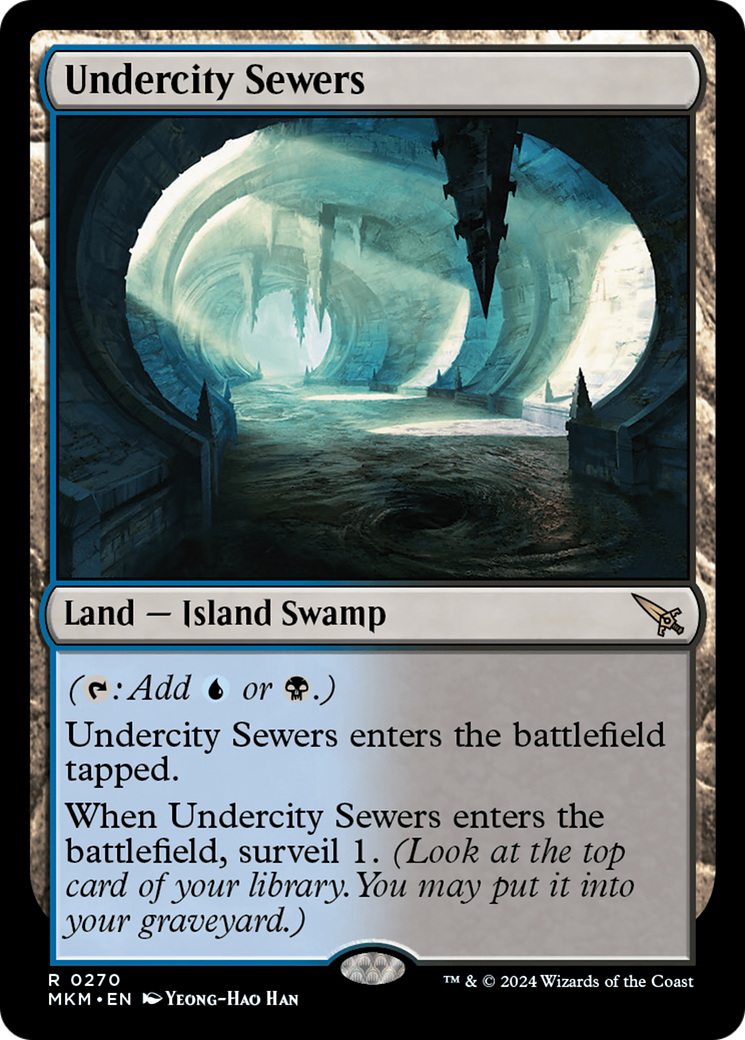 Undercity Sewers
Land — Island Swamp
(: Add or .)
Undercity Sewers enters the battlefield
tapped.
When Undercity Sewers enters the
battlefield, surveil 1. (Look at the top
card of your library. You may put it into
your graveyard.)
R 0270
MKM • EN Yeong-Hao Han
™ & © 2024 Wizards of the Coast